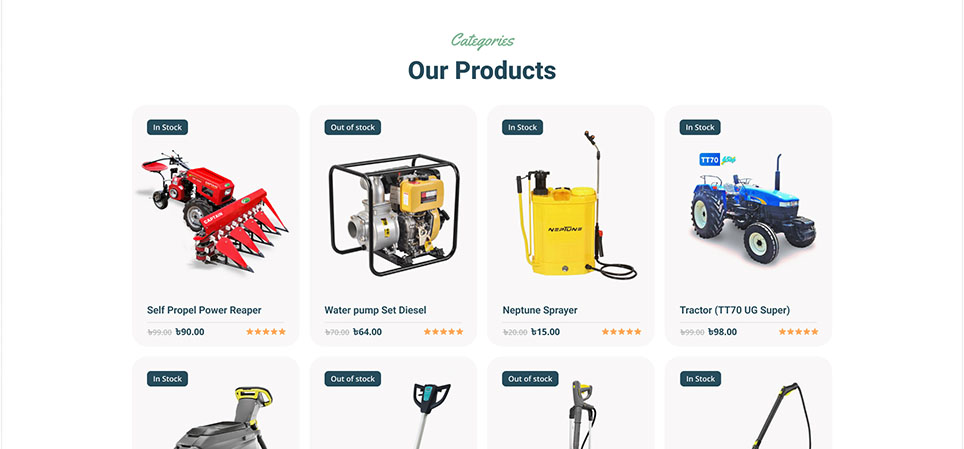 Categories
Our Products
In Stock
Out of stock
In Stock
In Stock
CAPTAIN
NEPTUNE
TT70
Self Propel Power Reaper
Water pump Set Diesel
Neptune Sprayer
Tractor (TT70 UG Super)
৳99.00 ৳90.00
৳70.00 ৳64.00
৳20.00 ৳15.00
৳99.00 ৳98.00
In Stock
Out of stock
Out of stock
In Stock